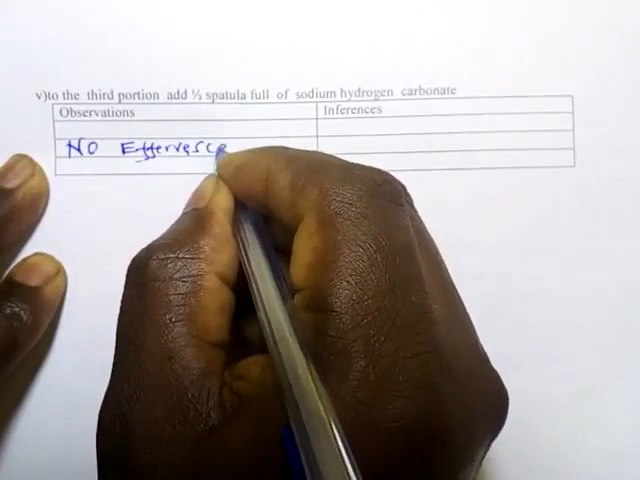 v)to the third portion add ½ spatula full of sodium hydrogen carbonate
Observations
Inferences
NO Effervesce